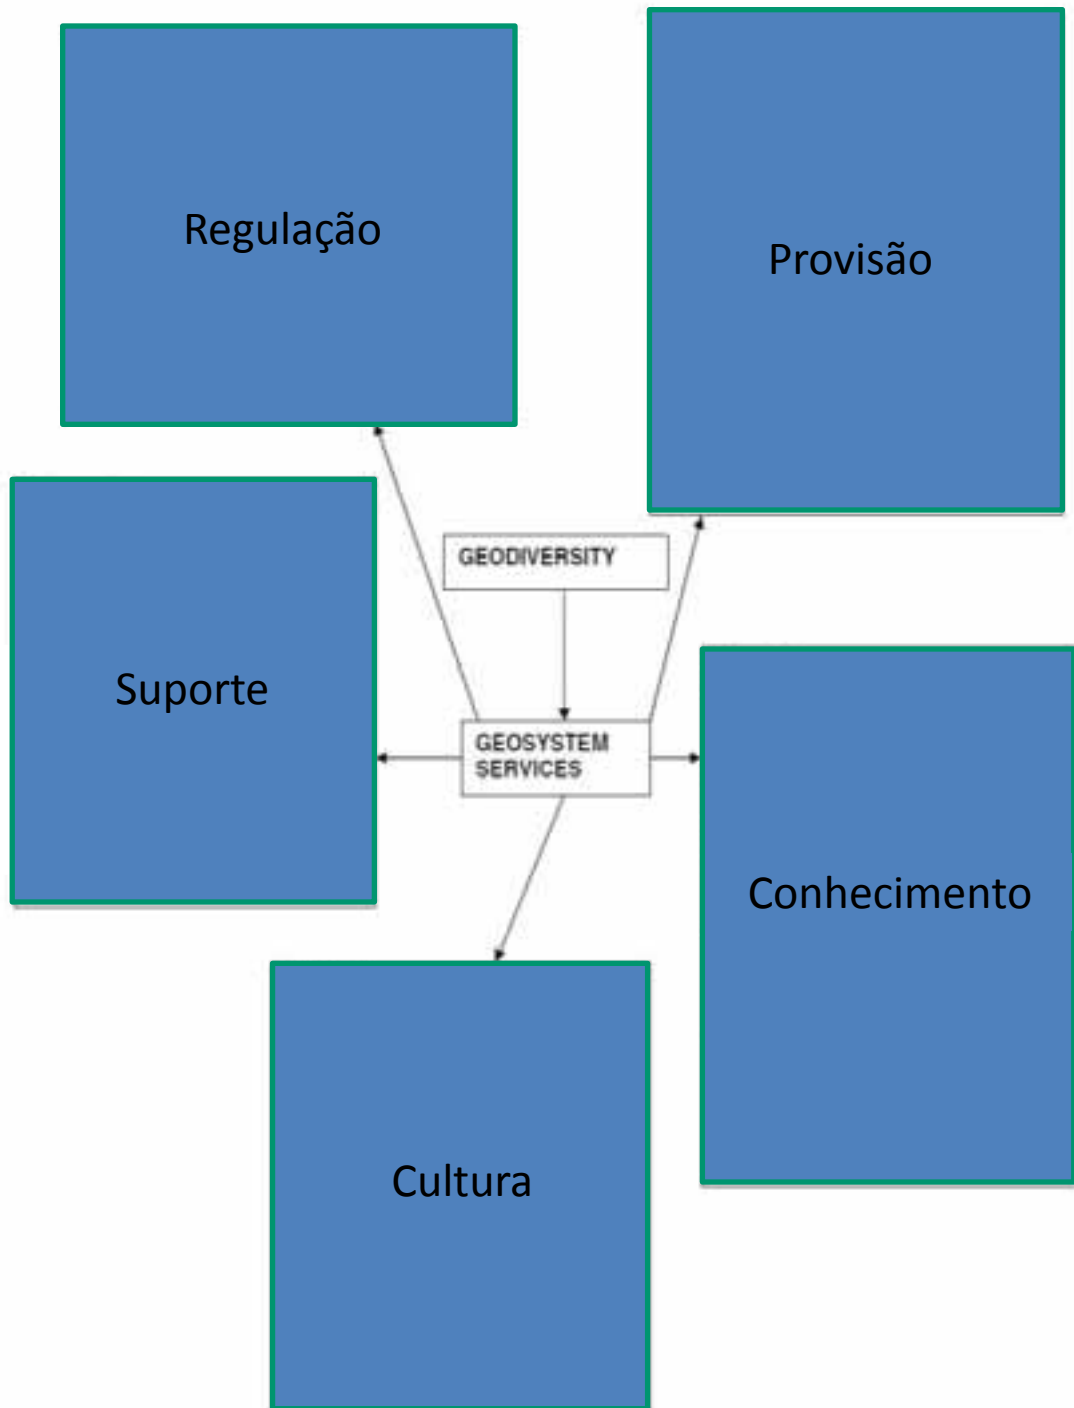 Regulação
Provisão
GEODIVERSITY
Suporte
GEOSYSTEM
SERVICES
Conhecimento
Cultura